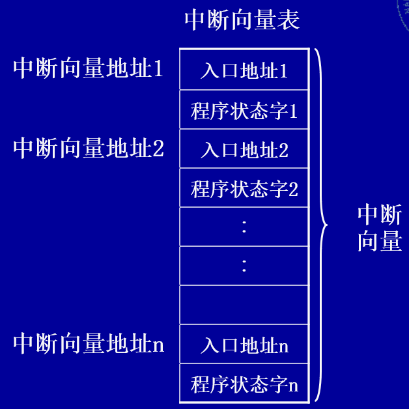 中断向量表
中断向量地址1
入口地址1
程序状态字1
中断向量地址2
入口地址2
程序状态字2
:
:
中断
向量
中断向量地址n
入口地址n
程序状态字n